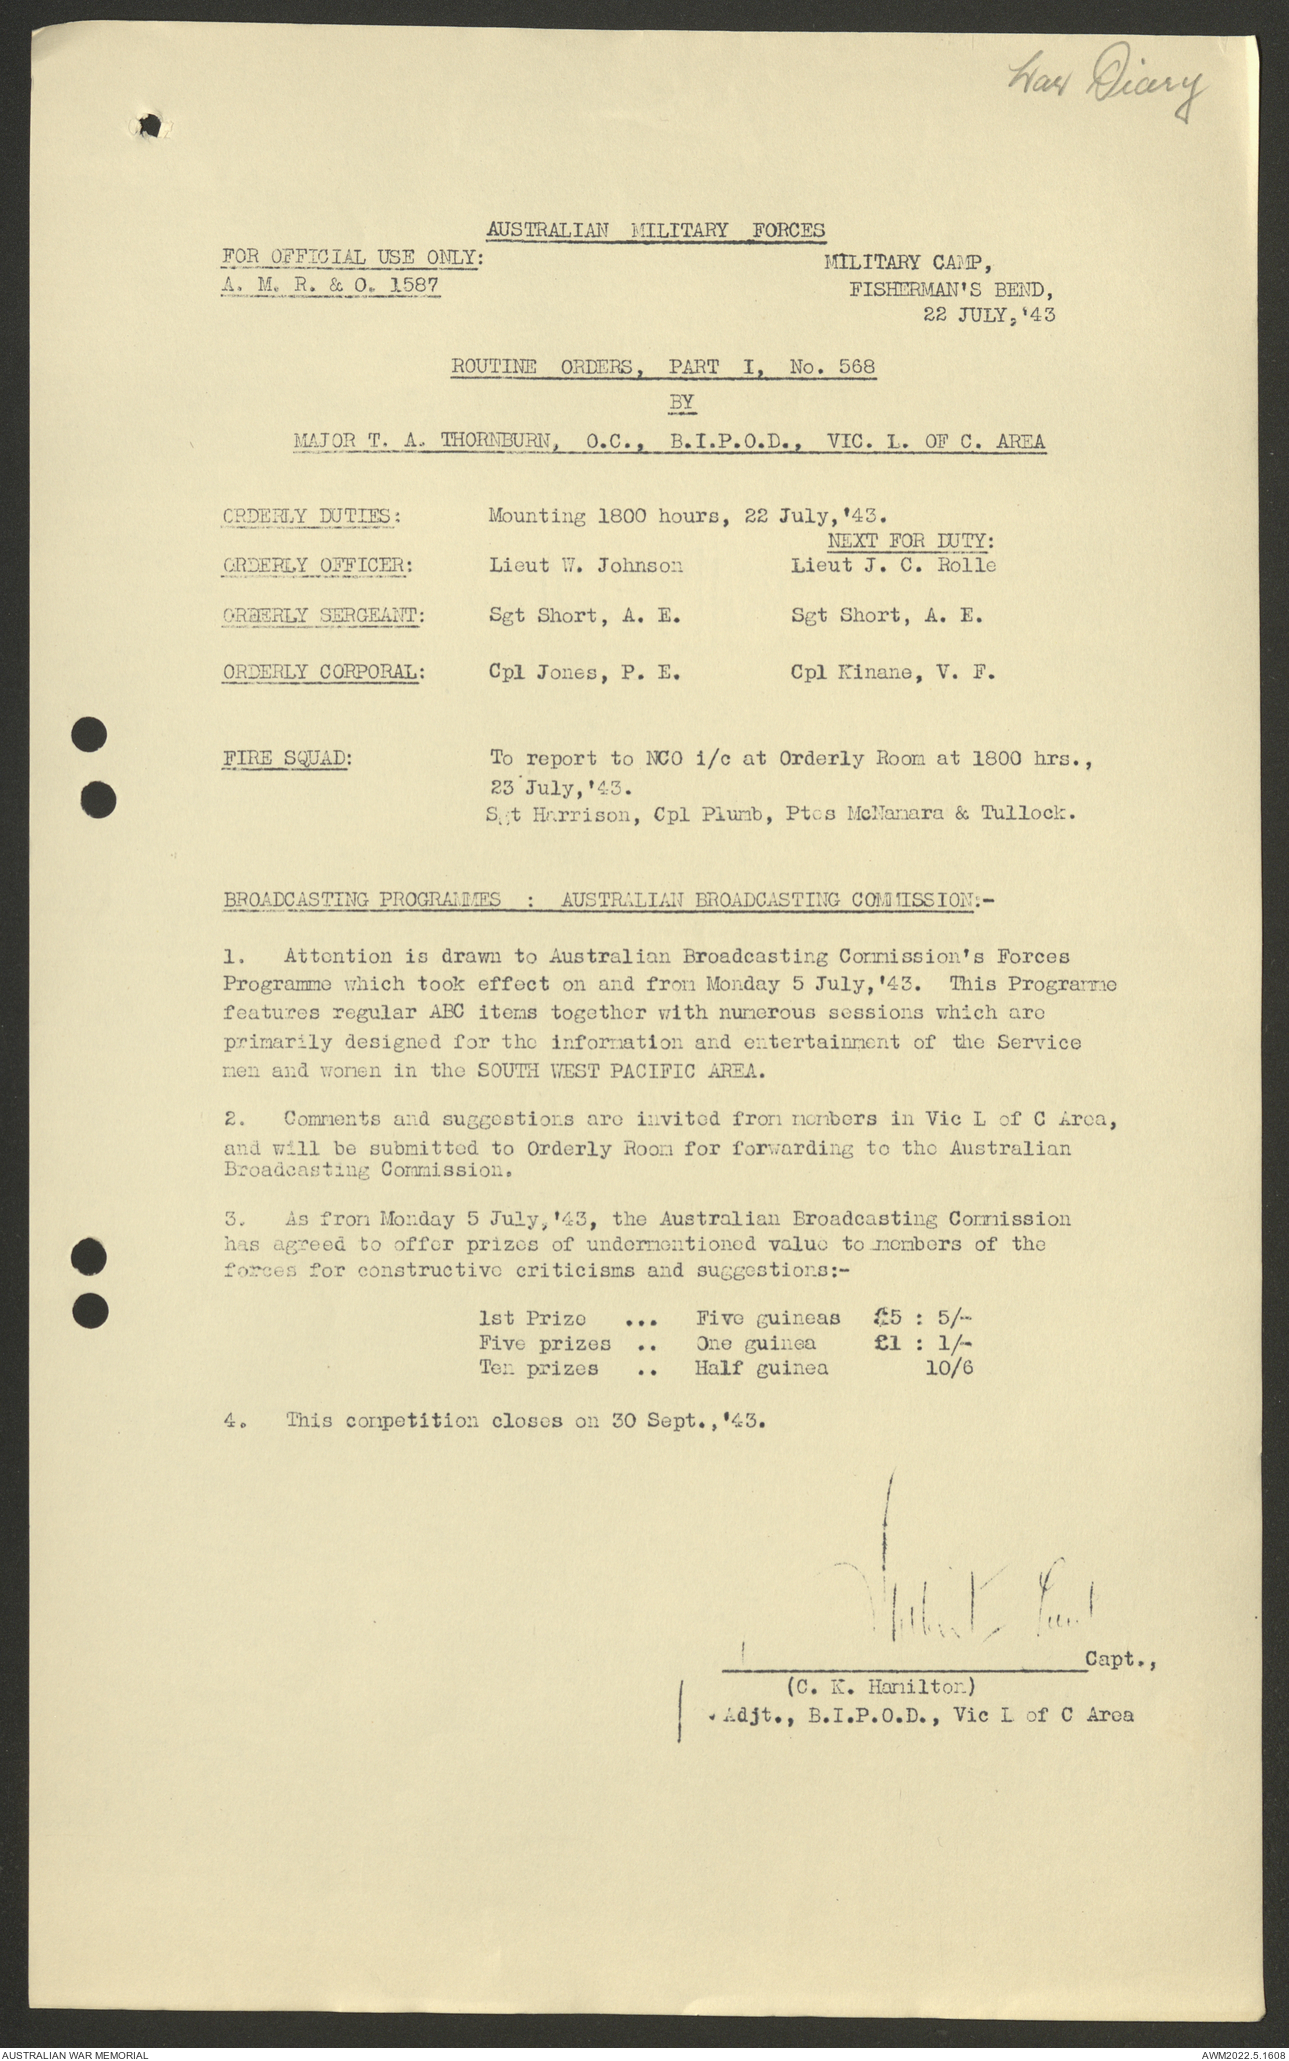 War Diary
AUSTRALIAN MILITARY FORCES
FOR OFFICIAL USE ONLY:
A. M. R. & O. 1587
MILITARY CAMP,
FISHERMAN'S BEND,
22 JULY,'43
ROUTINE ORDERS, PART I, No. 568
BY
MAJOR T. A. THORNBURN, O.C., B.I.P.O.D., VIC. L. OF C. AREA
ORDERLY DUTIES: Mounting 1800 hours, 22 July,'43.
NEXT FOR DUTY:
ORDERLY OFFICER: Lieut W. Johnson Lieut J. C. Rolle
ORDERLY SERGEANT: Sgt Short, A. E. Sgt Short, A. E.
ORDERLY CORPORAL: Cpl Jones, P. E. Cpl Kinane, V. F.
FIRE SQUAD: To report to NCO i/c at Orderly Room at 1800 hrs.,
23 July,'43.
Sgt Harrison, Cpl Plumb, Ptes McNamara & Tullock.
BROADCASTING PROGRAMMES : AUSTRALIAN BROADCASTING COMMISSION:-
1. Attention is drawn to Australian Broadcasting Commission's Forces
Programme which took effect on and from Monday 5 July,'43. This Programme
features regular ABC items together with numerous sessions which are
primarily designed for the information and entertainment of the Service
men and women in the SOUTH WEST PACIFIC AREA.
2. Comments and suggestions are invited from members in Vic L of C Area,
and will be submitted to Orderly Room for forwarding to the Australian
Broadcasting Commission.
3. As from Monday 5 July,'43, the Australian Broadcasting Commission
has agreed to offer prizes of undermentioned value to members of the
forces for constructive criticisms and suggestions:-
1st Prize ... Five guineas £5 : 5/-
Five prizes .. One guinea £1 : 1/-
Ten prizes .. Half guinea 10/6
4. This competition closes on 30 Sept.,'43.
Capt.,
(C. K. Hamilton)
Adjt., B.I.P.O.D., Vic L of C Area
AUSTRALIAN WAR MEMORIAL
AWM2022.5.1608